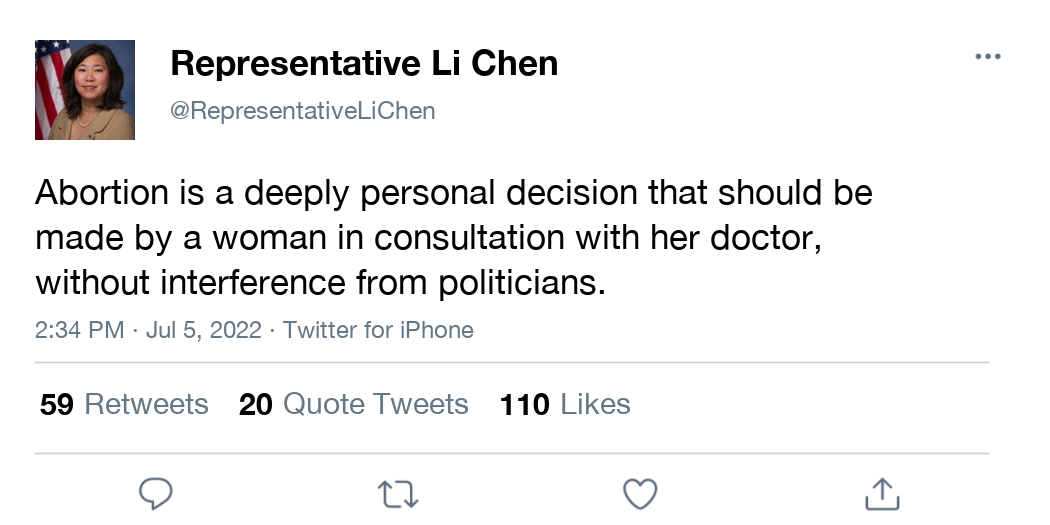 Representative Li Chen
@RepresentativeLiChen
Abortion is a deeply personal decision that should be
made by a woman in consultation with her doctor,
without interference from politicians.
2:34 PM · Jul 5, 2022 · Twitter for iPhone
59 Retweets 20 Quote Tweets 110 Likes